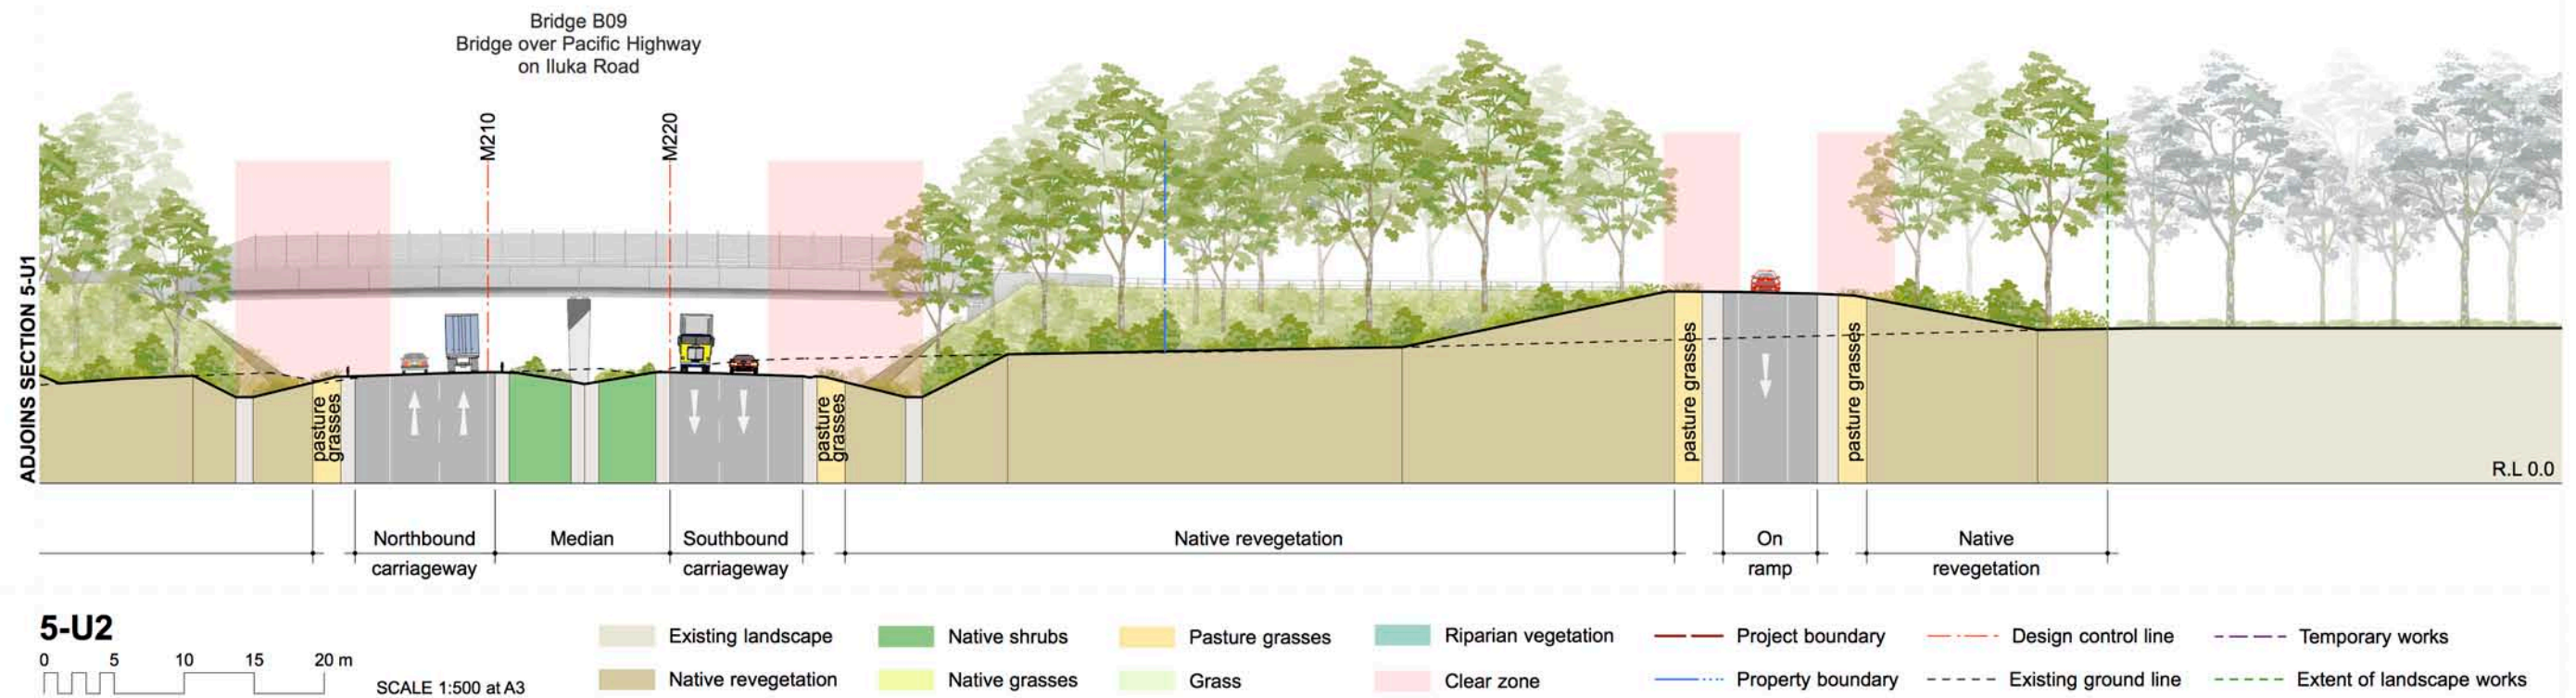 Bridge B09
Bridge over Pacific Highway
on Iluka Road
M210
M220
ADJOINS SECTION 5-U1
pasture
grasses
pasture
grasses
pasture grasses
pasture grasses
R.L 0.0
Northbound
carriageway
Median
Southbound
carriageway
Native revegetation
On
ramp
Native
revegetation
5-U2
0 5 10 15 20 m
SCALE 1:500 at A3
Existing landscape
Native revegetation
Native shrubs
Native grasses
Pasture grasses
Grass
Riparian vegetation
Clear zone
Project boundary
Property boundary
Design control line
Existing ground line
Temporary works
Extent of landscape works